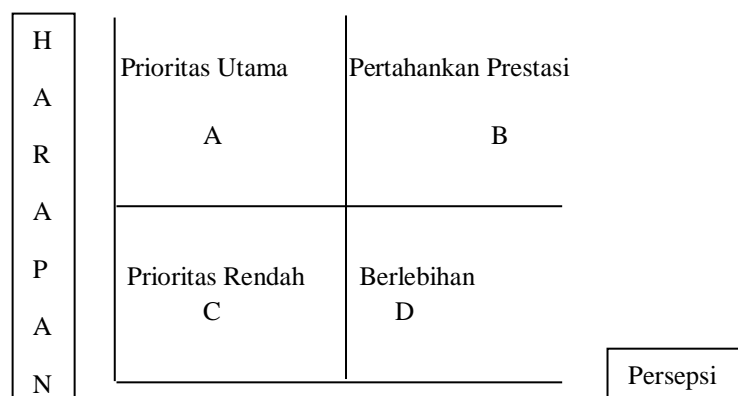 H
A
R
A
P
A
N
Prioritas Utama
A
Pertahankan Prestasi
B
Prioritas Rendah
C
Berlebihan
D
Persepsi